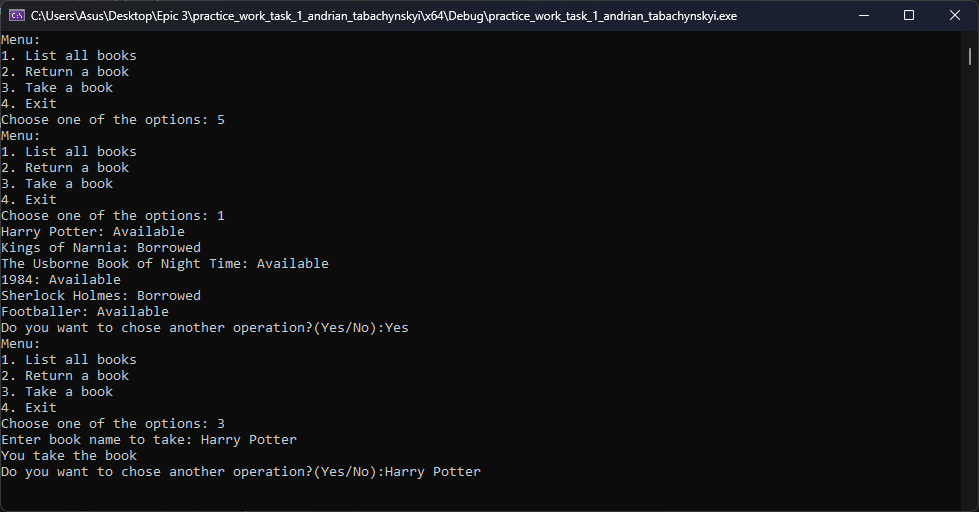 C:\Users\Asus\Desktop\Epic 3\practice_work_task_1_andrian_tabachynskyi\x64\Debug\practice_work_task_1_andrian_tabachynskyi.exe
Menu:
1. List all books
2. Return a book
3. Take a book
4. Exit
Choose one of the options: 5
Menu:
1. List all books
2. Return a book
3. Take a book
4. Exit
Choose one of the options: 1
Harry Potter: Available
Kings of Narnia: Borrowed
The Usborne Book of Night Time: Available
1984: Available
Sherlock Holmes: Borrowed
Footballer: Available
Do you want to chose another operation?(Yes/No):Yes
Menu:
1. List all books
2. Return a book
3. Take a book
4. Exit
Choose one of the options: 3
Enter book name to take: Harry Potter
You take the book
Do you want to chose another operation?(Yes/No):Harry Potter